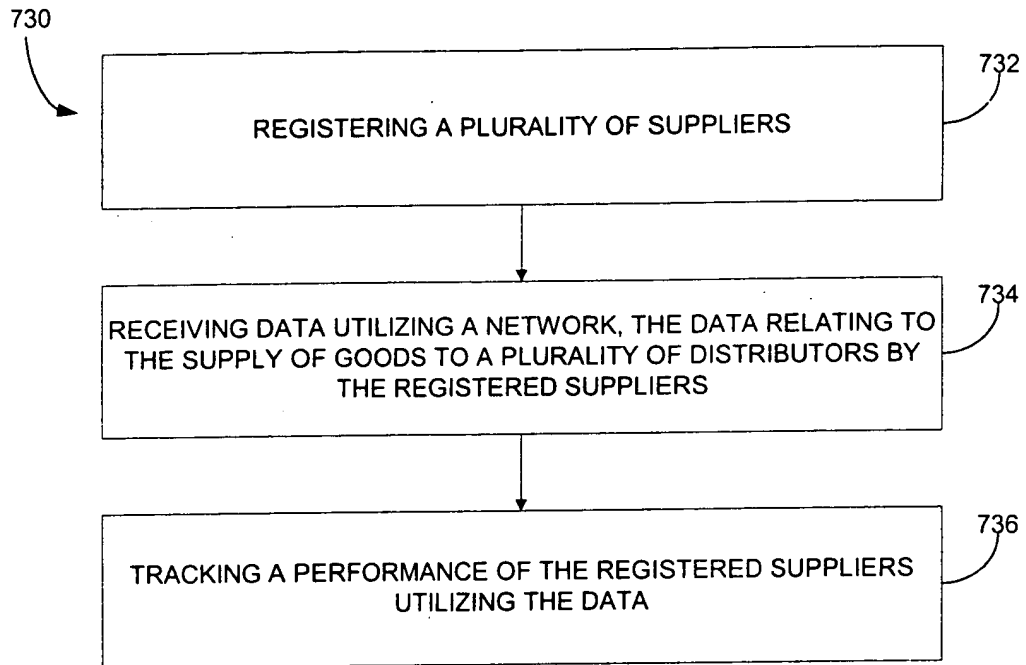 730
732
REGISTERING A PLURALITY OF SUPPLIERS
734
RECEIVING DATA UTILIZING A NETWORK, THE DATA RELATING TO
THE SUPPLY OF GOODS TO A PLURALITY OF DISTRIBUTORS BY
THE REGISTERED SUPPLIERS
736
TRACKING A PERFORMANCE OF THE REGISTERED SUPPLIERS
UTILIZING THE DATA